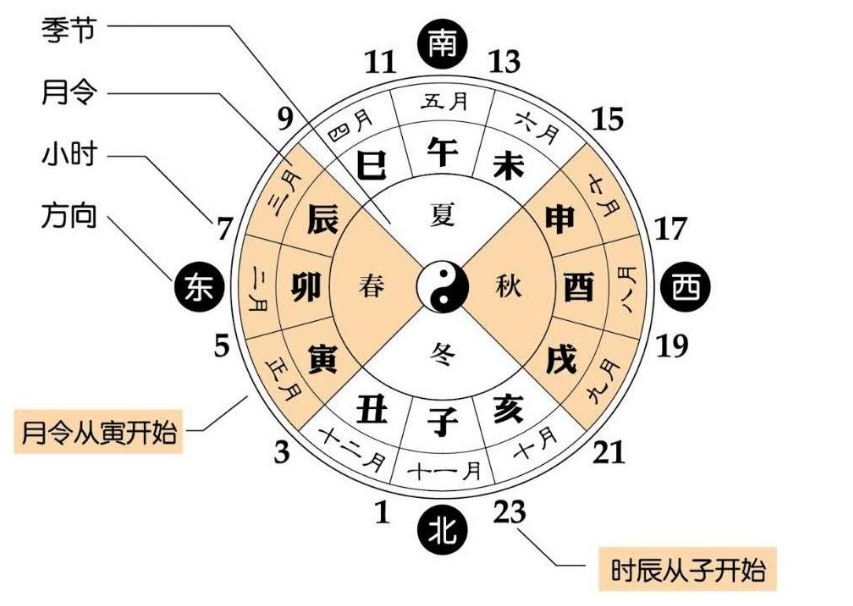 季节
月令
小时
方向
南
11
13
9
15
7
17
5
19
3
21
1
23
东
西
北
四月
五月
六月
三月
七月
二月
八月
正月
九月
十二月
十一月
十月
巳
午
未
辰
申
卯
酉
寅
戌
丑
子
亥
夏
春
秋
冬
月令从寅开始
时辰从子开始